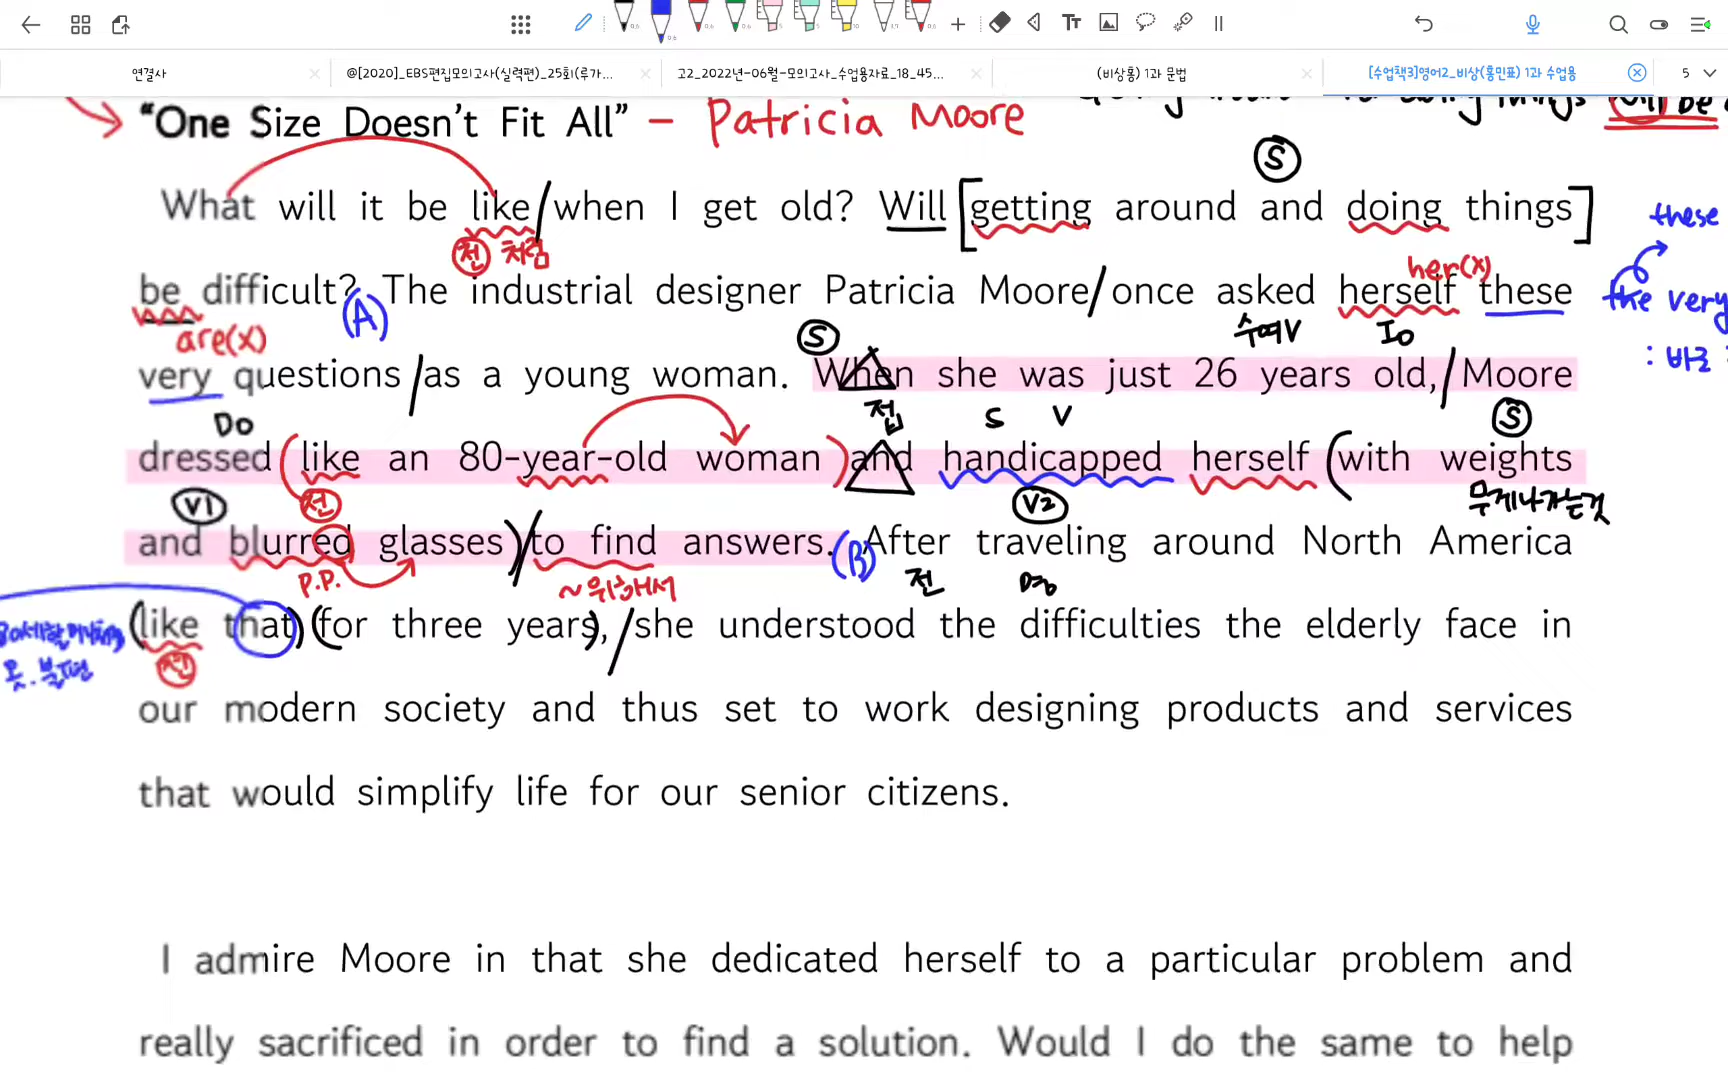 연결사
@[2020]_EBS편집모의고사(실력편)_25회(루가...
고2_2022년-06월-모의고사_수업용자료_18_45...
(비상홍) 1과 문법
[수업책3]영어2_비상(홍민표) 1과 수업용
5
"One Size Doesn't Fit All" - Patricia Moore
things will be
S
What will it be like / when I get old? Will [getting around and doing things]
these
전 처럼
her(x)
be difficult? (A) The industrial designer Patricia Moore / once asked herself these
the very
are(x)
S
수여V
IO
: 바로
very questions / as a young woman. When she was just 26 years old, / Moore
DO
접
S
V
S
dressed (like an 80-year-old woman) and handicapped herself (with weights
V1
전
V2
무게나가는것
and blurred glasses) / to find answers. (B) After traveling around North America
P.P.
~위해서
전
명
(like that) (for three years), / she understood the difficulties the elderly face in
전
our modern society and thus set to work designing products and services
that would simplify life for our senior citizens.
I admire Moore in that she dedicated herself to a particular problem and
really sacrificed in order to find a solution. Would I do the same to help